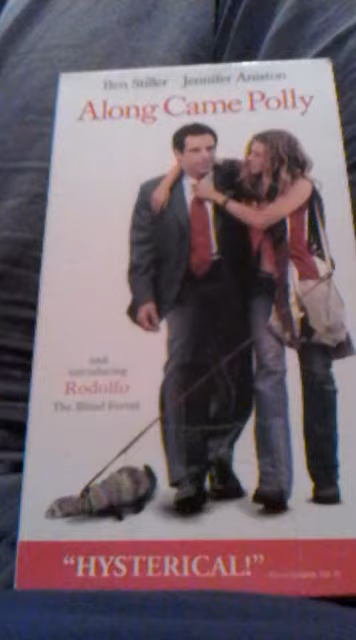 Ben Stiller Jennifer Aniston
Along Came Polly
and
introducing
Rodolfo
The Blind Ferret
"HYSTERICAL!"